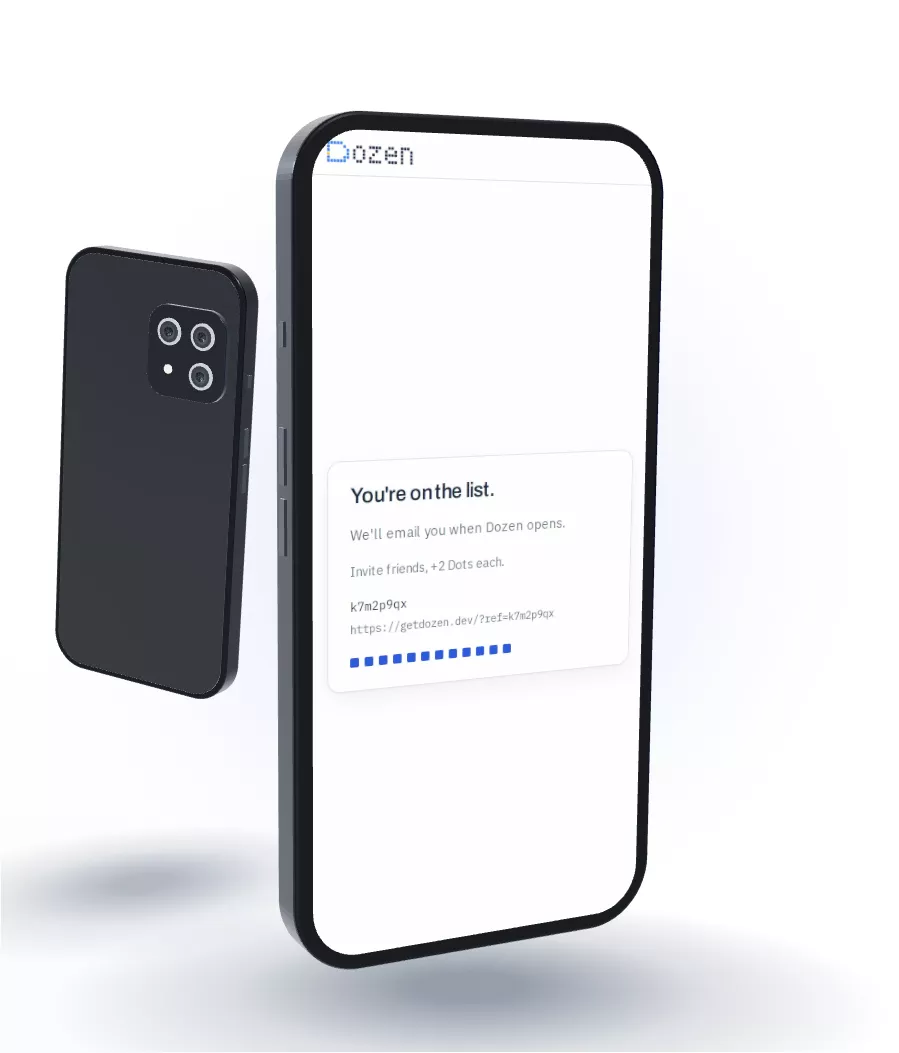 Dozen
You're on the list.
We'll email you when Dozen opens.
Invite friends, +2 Dots each.
k7m2p9qx
https://getdozen.dev/?ref=k7m2p9qx